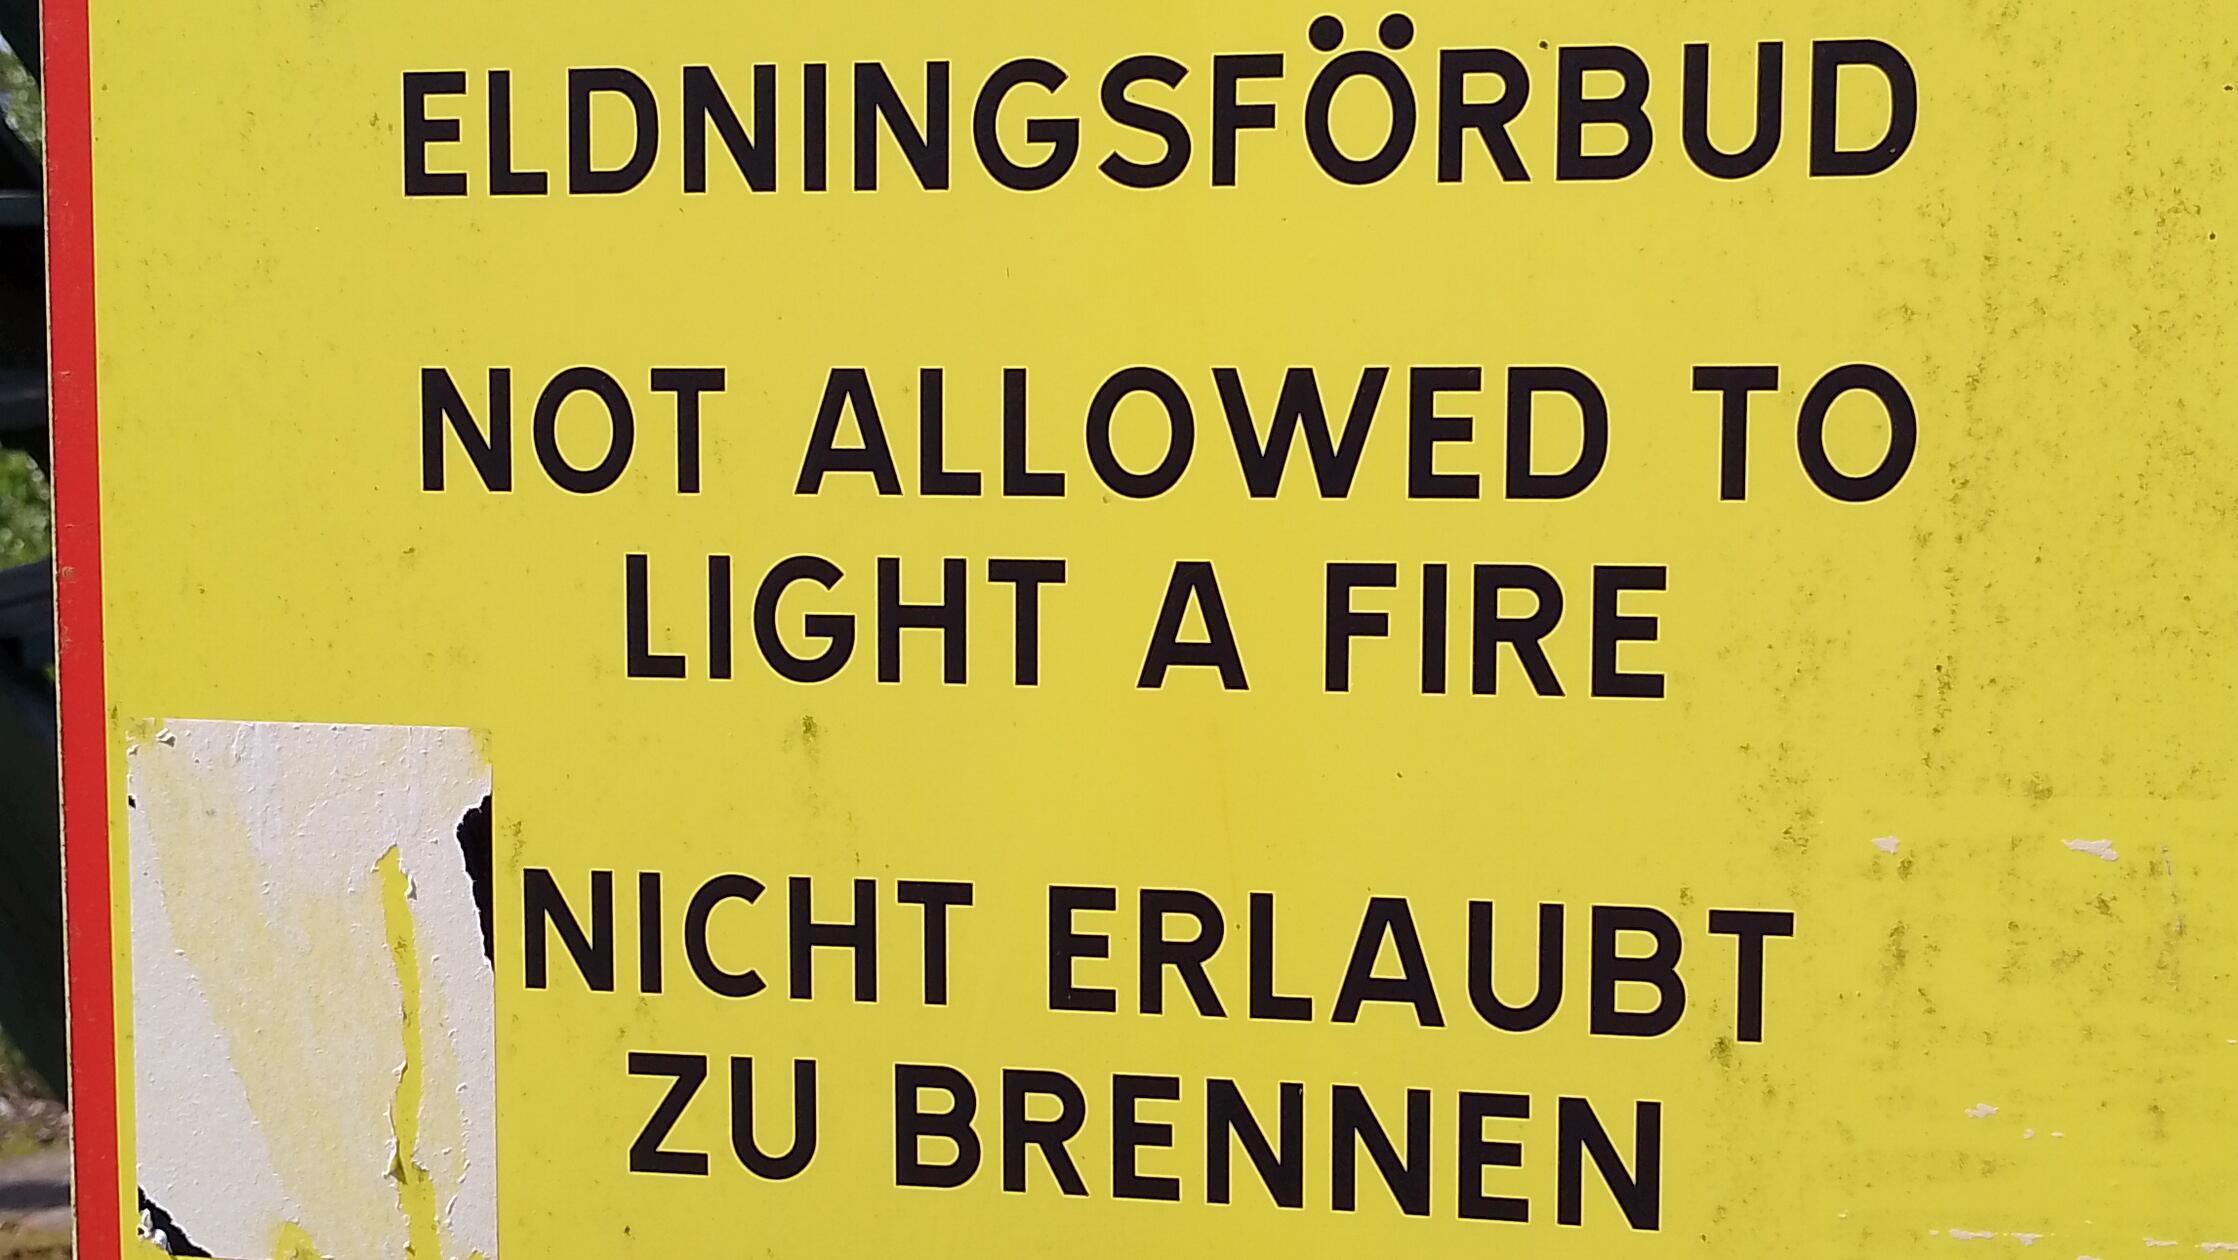 ELDNINGSFÖRBUD
NOT ALLOWED TO
LIGHT A FIRE
NICHT ERLAUBT
ZU BRENNEN